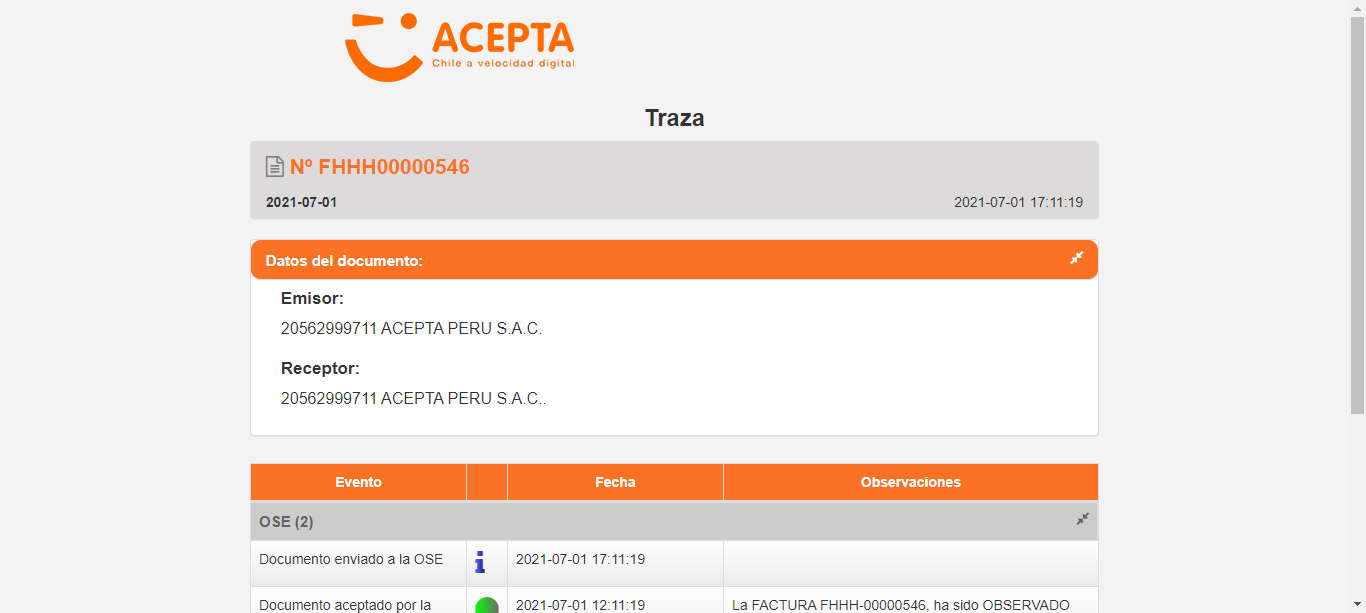 ACEPTA
Chile a velocidad digital
Traza
Nº FHHH00000546
2021-07-01 2021-07-01 17:11:19
Datos del documento:
Emisor:
20562999711 ACEPTA PERU S.A.C.
Receptor:
20562999711 ACEPTA PERU S.A.C..
Evento Fecha Observaciones
OSE (2)
Documento enviado a la OSE 2021-07-01 17:11:19
Documento aceptado por la 2021-07-01 12:11:19 La FACTURA FHHH-00000546, ha sido OBSERVADO